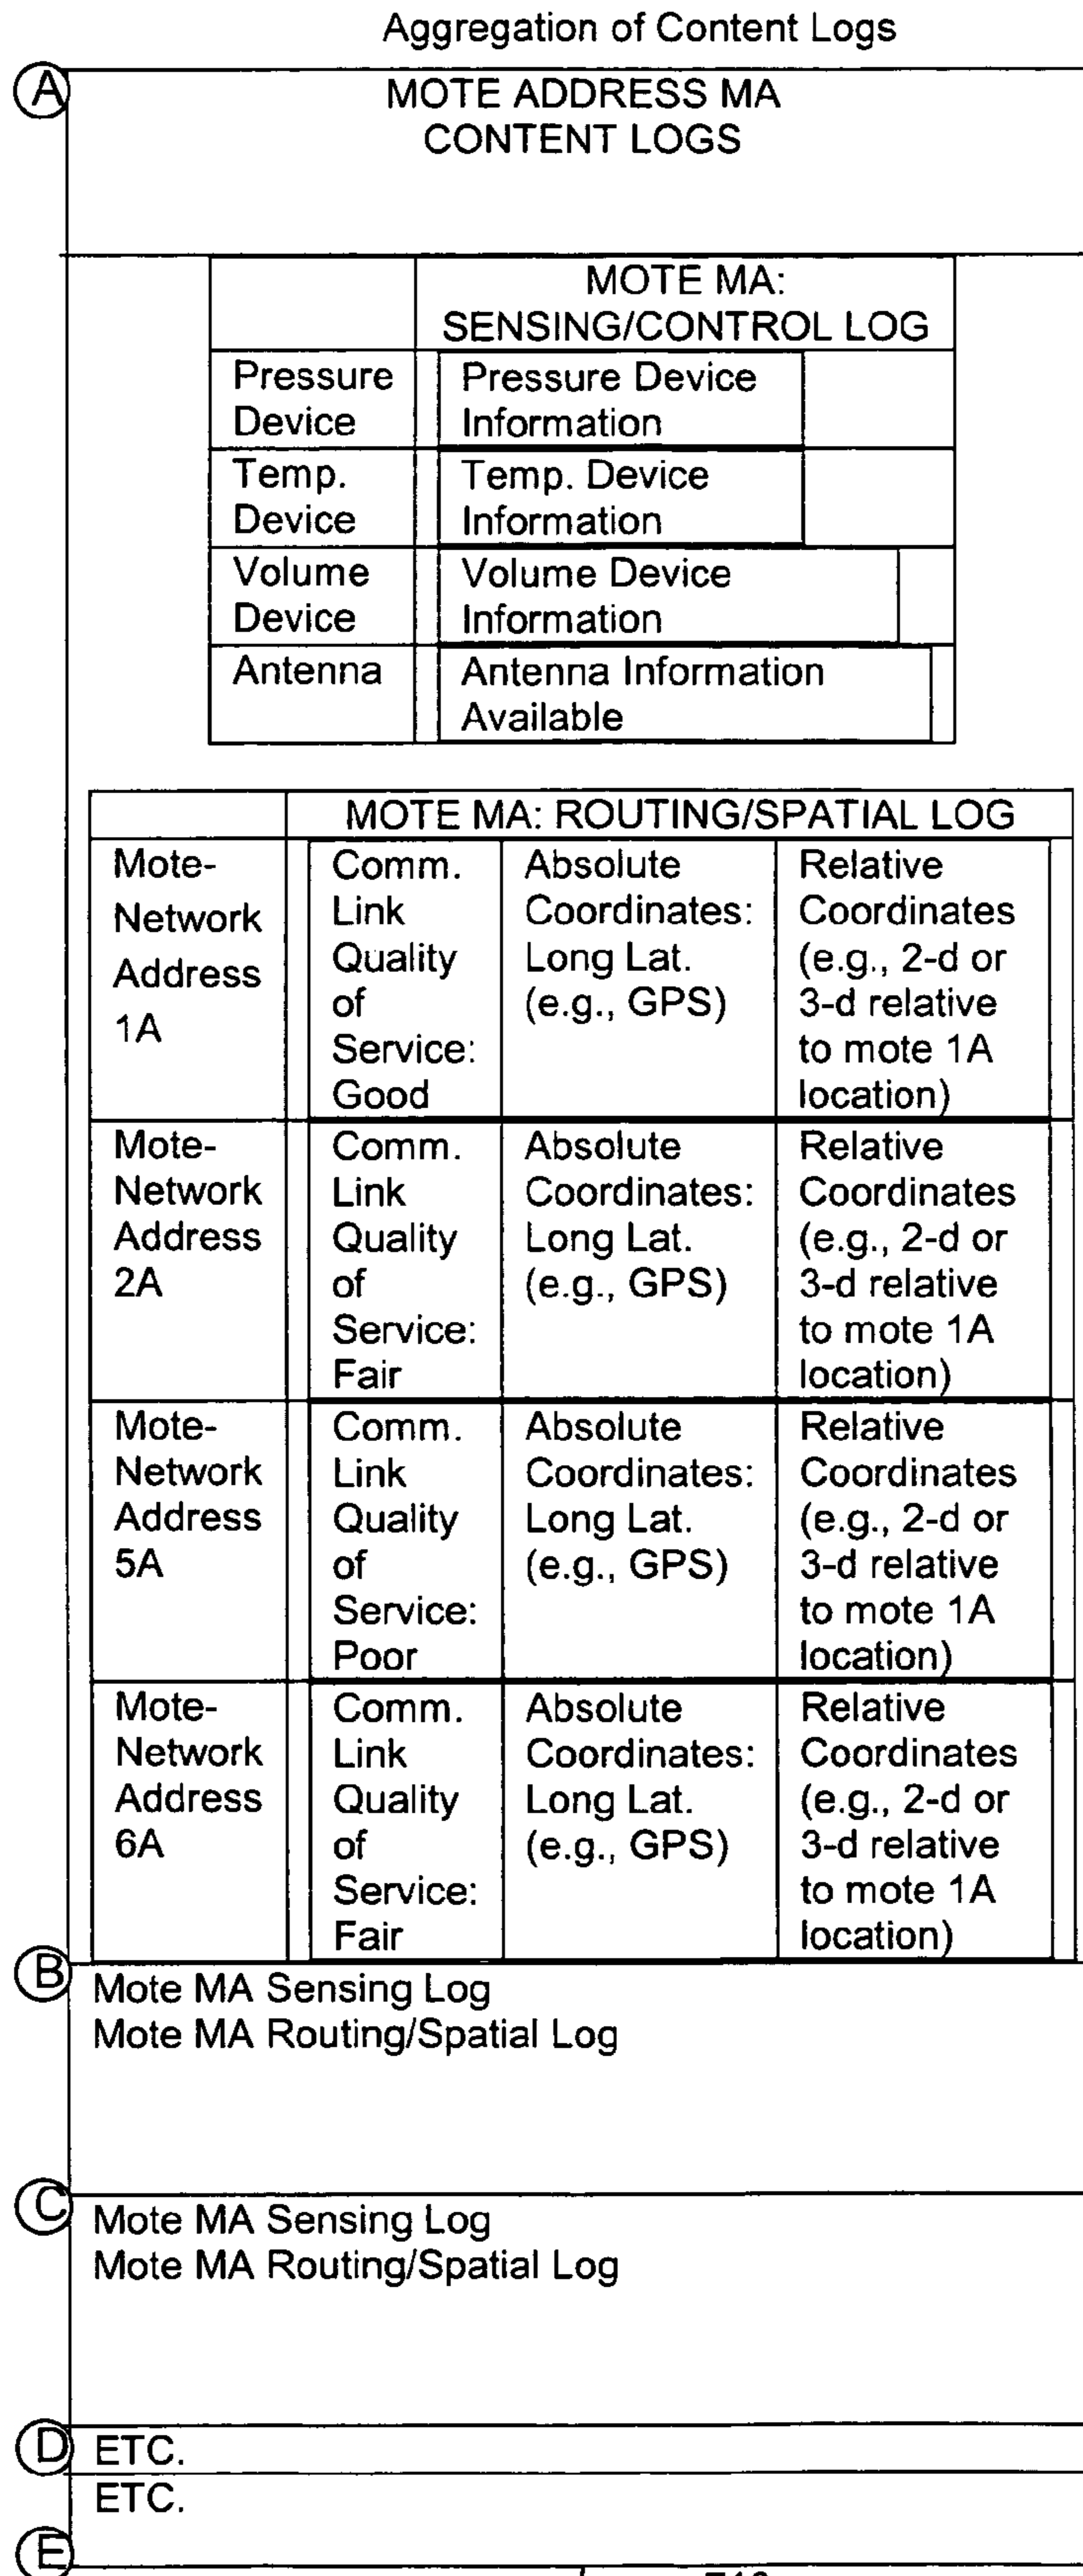 Aggregation of Content Logs
A
MOTE ADDRESS MA
CONTENT LOGS
MOTE MA:
SENSING/CONTROL LOG
Pressure
Device
Pressure Device
Information
Temp.
Device
Temp. Device
Information
Volume
Device
Volume Device
Information
Antenna
Antenna Information
Available
MOTE MA: ROUTING/SPATIAL LOG
Mote-
Network
Address
1A
Comm.
Link
Quality
of
Service:
Good
Absolute
Coordinates:
Long Lat.
(e.g., GPS)
Relative
Coordinates
(e.g., 2-d or
3-d relative
to mote 1A
location)
Mote-
Network
Address
2A
Comm.
Link
Quality
of
Service:
Fair
Absolute
Coordinates:
Long Lat.
(e.g., GPS)
Relative
Coordinates
(e.g., 2-d or
3-d relative
to mote 1A
location)
Mote-
Network
Address
5A
Comm.
Link
Quality
of
Service:
Poor
Absolute
Coordinates:
Long Lat.
(e.g., GPS)
Relative
Coordinates
(e.g., 2-d or
3-d relative
to mote 1A
location)
Mote-
Network
Address
6A
Comm.
Link
Quality
of
Service:
Fair
Absolute
Coordinates:
Long Lat.
(e.g., GPS)
Relative
Coordinates
(e.g., 2-d or
3-d relative
to mote 1A
location)
B
Mote MA Sensing Log
Mote MA Routing/Spatial Log
C
Mote MA Sensing Log
Mote MA Routing/Spatial Log
D
ETC.
ETC.
E